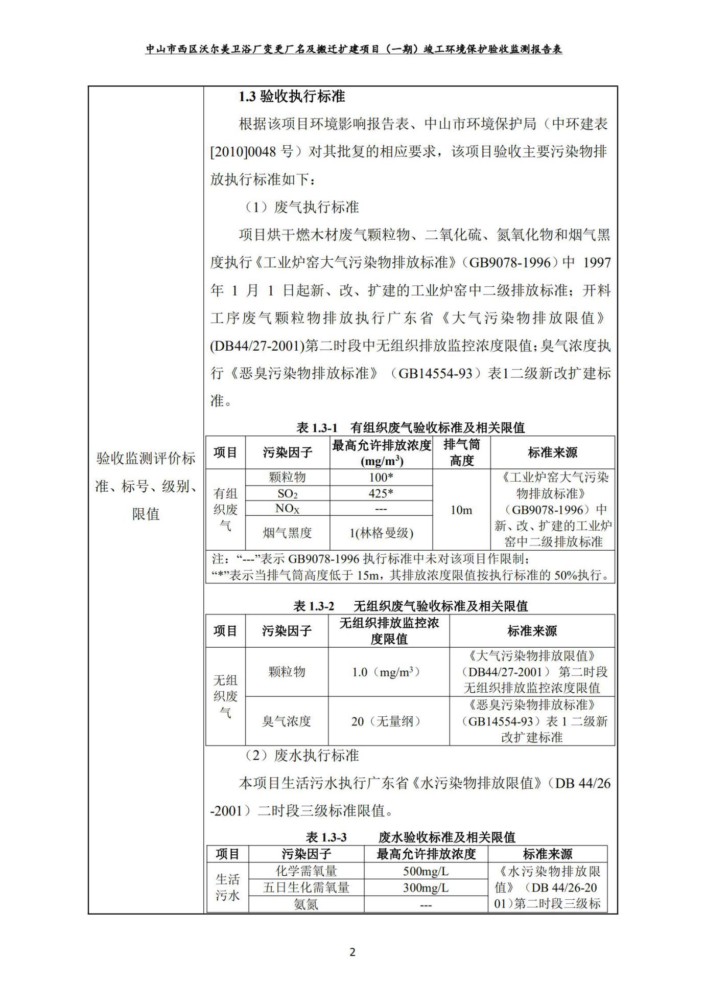 中山市西区沃尔美卫浴厂变更厂名及搬迁扩建项目（一期）竣工环境保护验收监测报告表
验收监测评价标
准、标号、级别、
限值
1.3 验收执行标准
根据该项目环境影响报告表、中山市环境保护局（中环建表
[2010]0048 号）对其批复的相应要求，该项目验收主要污染物排
放执行标准如下：
（1）废气执行标准
项目烘干燃木材废气颗粒物、二氧化硫、氮氧化物和烟气黑
度执行《工业炉窑大气污染物排放标准》（GB9078-1996）中 1997
年 1 月 1 日起新、改、扩建的工业炉窑中二级排放标准；开料
工序废气颗粒物排放执行广东省《大气污染物排放限值》
(DB44/27-2001)第二时段中无组织排放监控浓度限值；臭气浓度执
行《恶臭污染物排放标准》（GB14554-93）表1二级新改扩建标
准。
表 1.3-1 有组织废气验收标准及相关限值
项目 污染因子 最高允许排放浓度(mg/m³) 排气筒高度 标准来源
有组织废气
颗粒物 100*
SO₂ 425*
NOX ---
烟气黑度 1(林格曼级)
10m
《工业炉窑大气污染
物排放标准》
（GB9078-1996）中
新、改、扩建的工业炉
窑中二级排放标准
注：“---”表示 GB9078-1996 执行标准中未对该项目作限制；
“*”表示当排气筒高度低于 15m，其排放浓度限值按执行标准的 50%执行。
表 1.3-2 无组织废气验收标准及相关限值
项目 污染因子 无组织排放监控浓度限值 标准来源
无组织废气
颗粒物 1.0（mg/m³）
《大气污染物排放限值》
（DB44/27-2001） 第二时段
无组织排放监控浓度限值
臭气浓度 20（无量纲）
《恶臭污染物排放标准》
（GB14554-93）表 1 二级新
改扩建标准
（2）废水执行标准
本项目生活污水执行广东省《水污染物排放限值》（DB 44/26
-2001）二时段三级标准限值。
表 1.3-3 废水验收标准及相关限值
项目 污染因子 最高允许排放浓度 标准来源
生活污水
化学需氧量 500mg/L
五日生化需氧量 300mg/L
氨氮 ---
《水污染物排放限
值》（DB 44/26-20
01）第二时段三级标
2